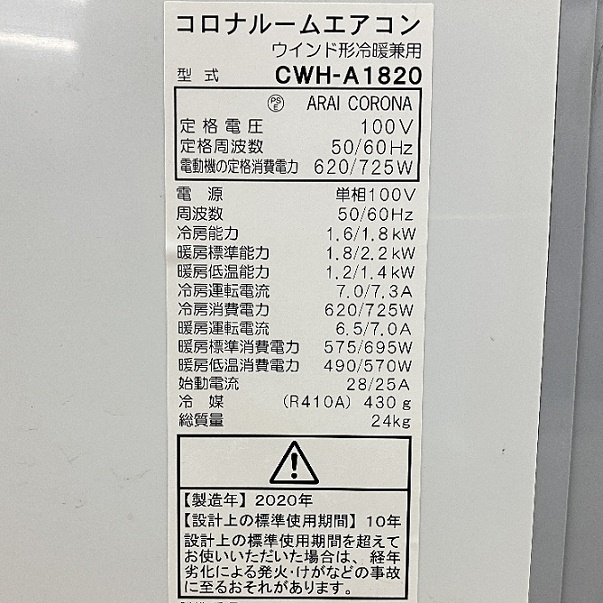 コロナルームエアコン
ウインド形冷暖兼用
型式 CWH-A1820
PSE ARAI CORONA
定格電圧 100V
定格周波数 50/60Hz
電動機の定格消費電力 620/725W
電源 単相100V
周波数 50/60Hz
冷房能力 1.6/1.8kW
暖房標準能力 1.8/2.2kW
暖房低温能力 1.2/1.4kW
冷房運転電流 7.0/7.3A
冷房消費電力 620/725W
暖房運転電流 6.5/7.0A
暖房標準消費電力 575/695W
暖房低温消費電力 490/570W
始動電流 28/25A
冷媒 (R410A) 430g
総質量 24kg
【製造年】2020年
【設計上の標準使用期間】10年
設計上の標準使用期間を超えて
お使いいただいた場合は、経年
劣化による発火・けがなどの事故
に至るおそれがあります。